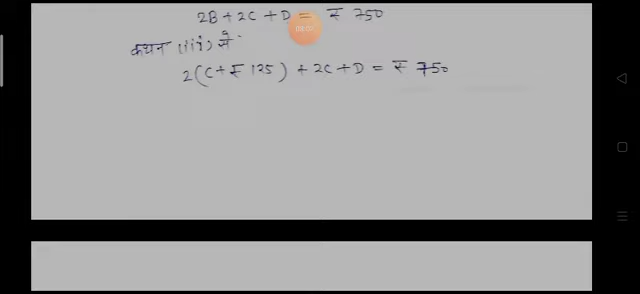 2B + 2C + D = ₹ 750
कथन (iii) से
2(C + ₹ 125) + 2C + D = ₹ 750